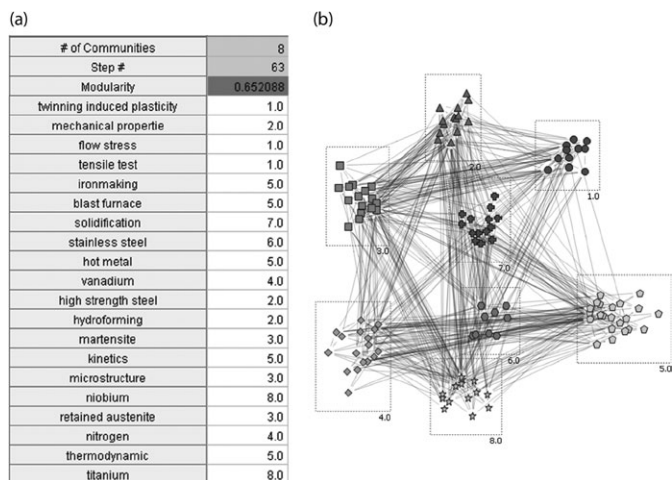 (a)
# of Communities 8
Step # 63
Modularity 0.652088
twinning induced plasticity 1.0
mechanical propertie 2.0
flow stress 1.0
tensile test 1.0
ironmaking 5.0
blast furnace 5.0
solidification 7.0
stainless steel 6.0
hot metal 5.0
vanadium 4.0
high strength steel 2.0
hydroforming 2.0
martensite 3.0
kinetics 5.0
microstructure 3.0
niobium 8.0
retained austenite 3.0
nitrogen 4.0
thermodynamic 5.0
titanium 8.0
(b)
2.0
1.0
3.0
7.0
6.0
5.0
4.0
8.0